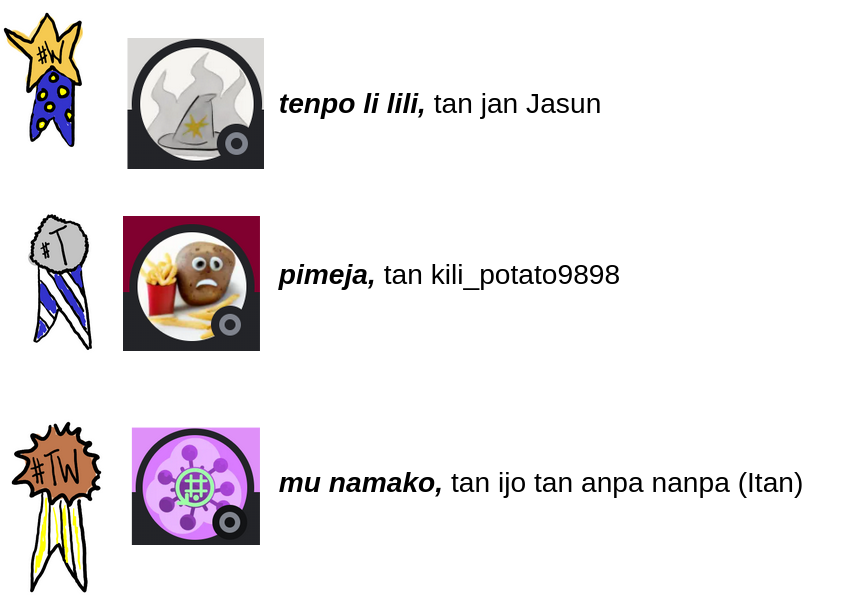 #W
tenpo li lili, tan jan Jasun
#T
pimeja, tan kili_potato9898
#TW
mu namako, tan ijo tan anpa nanpa (Itan)